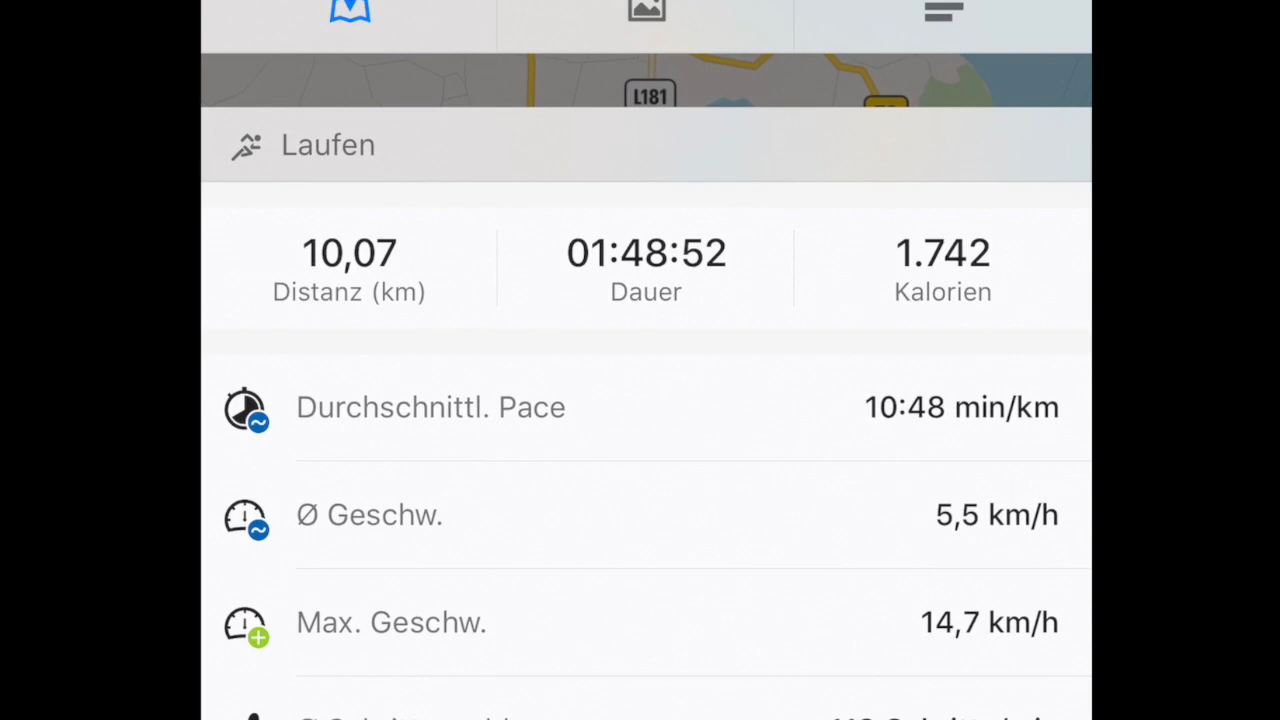 L181
Laufen
10,07
Distanz (km)
01:48:52
Dauer
1.742
Kalorien
Durchschnittl. Pace
10:48 min/km
Ø Geschw.
5,5 km/h
Max. Geschw.
14,7 km/h